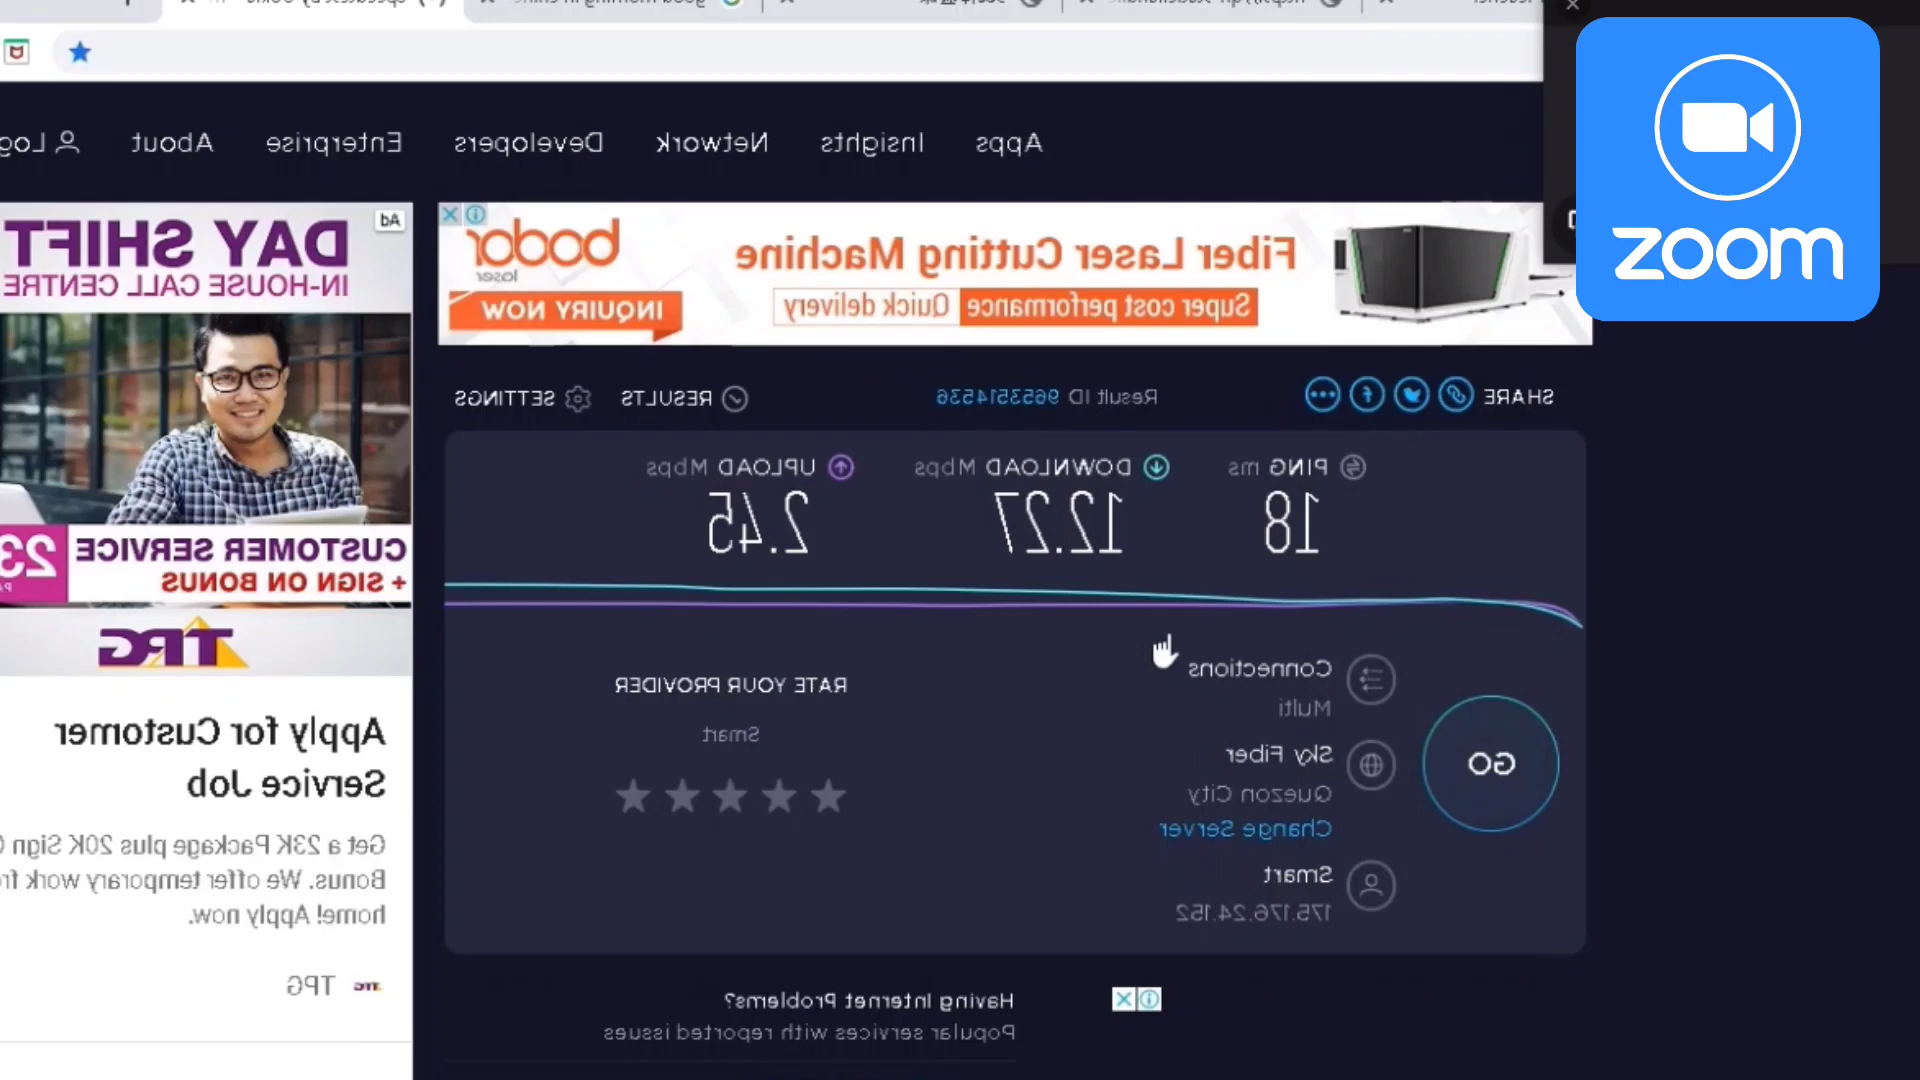 zoom
Apps
Insights
Network
Developers
Enterprise
About
Fiber Laser Cutting Machine
Super cost performance Quick delivery
bodor
laser
INQUIRY NOW
Ad
DAY SHIFT
IN-HOUSE CALL CENTRE
CUSTOMER SERVICE
+ SIGN ON BONUS
TPG
Apply for Customer
Service Job
Get a 23K Package plus 20K Sign
Bonus. We offer temporary work
home! Apply now.
TPG
SHARE
Result ID 9653514536
RESULTS
SETTINGS
PING ms
18
DOWNLOAD Mbps
12.27
UPLOAD Mbps
2.45
GO
Connections
Multi
Sky Fiber
Quezon City
Change Server
Smart
175.176.24.152
RATE YOUR PROVIDER
Smart
Having Internet Problems?
Popular services with reported issues